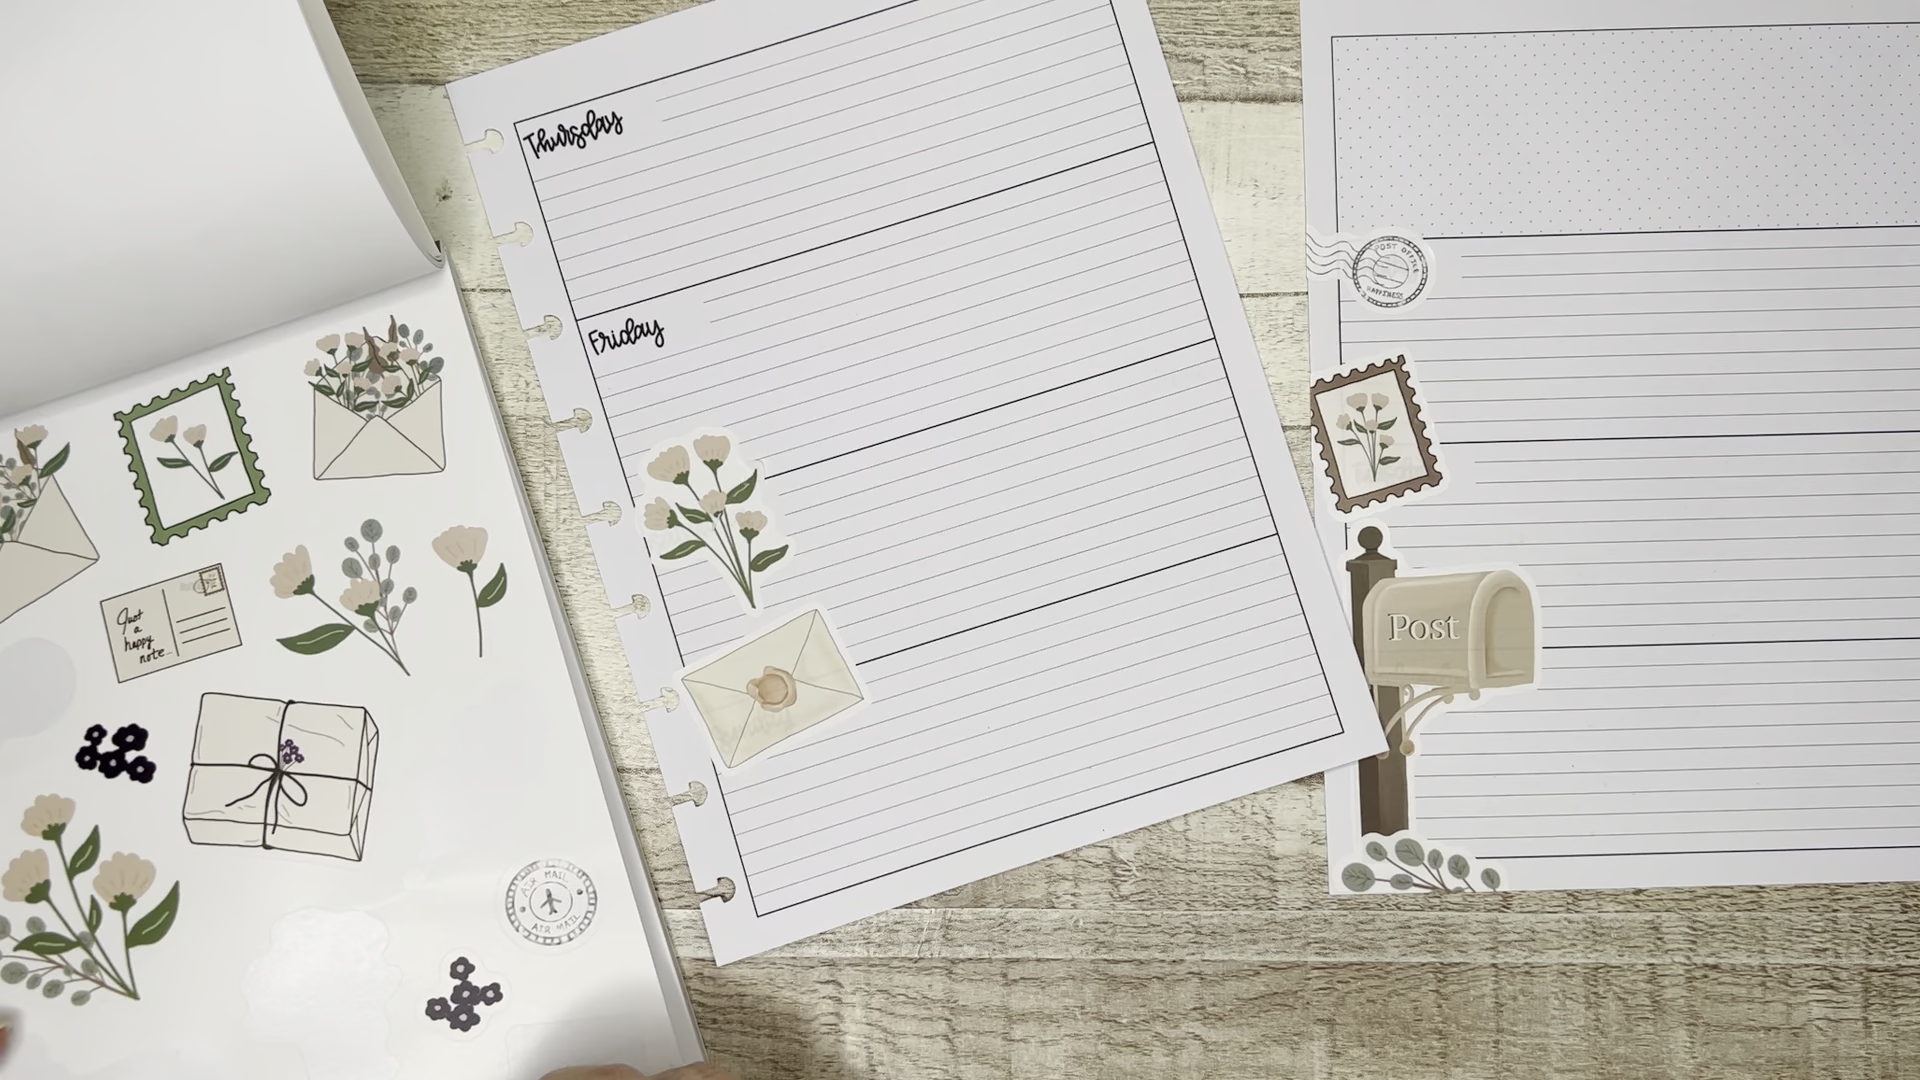 Thursday
Friday
Just
a
happy
note
AIR MAIL
AIR MAIL
POST OFFICE
HAPPINESS
Post